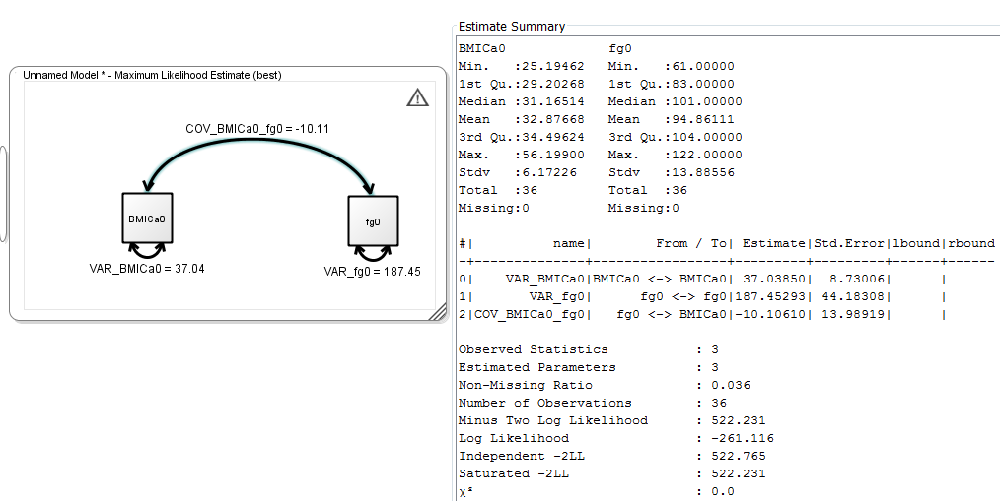 Unnamed Model * - Maximum Likelihood Estimate (best)
COV_BMICa0_fg0 = -10.11
BMICa0
fg0
VAR_BMICa0 = 37.04
VAR_fg0 = 187.45
Estimate Summary
BMICa0 fg0
Min. :25.19462 Min. :61.00000
1st Qu.:29.20268 1st Qu.:83.00000
Median :31.16514 Median :101.00000
Mean :32.87668 Mean :94.86111
3rd Qu.:34.49624 3rd Qu.:104.00000
Max. :56.19900 Max. :122.00000
Stdv :6.17226 Stdv :13.88556
Total :36 Total :36
Missing:0 Missing:0
#| name| From / To| Estimate|Std.Error|lbound|rbound
-+---------------+------------------+---------+---------+------+------
0| VAR_BMICa0|BMICa0 <-> BMICa0| 37.03850| 8.73006| |
1| VAR_fg0| fg0 <-> fg0|187.45293| 44.18308| |
2|COV_BMICa0_fg0| fg0 <-> BMICa0|-10.10610| 13.98919| |
Observed Statistics : 3
Estimated Parameters : 3
Non-Missing Ratio : 0.036
Number of Observations : 36
Minus Two Log Likelihood : 522.231
Log Likelihood : -261.116
Independent -2LL : 522.765
Saturated -2LL : 522.231
χ² : 0.0